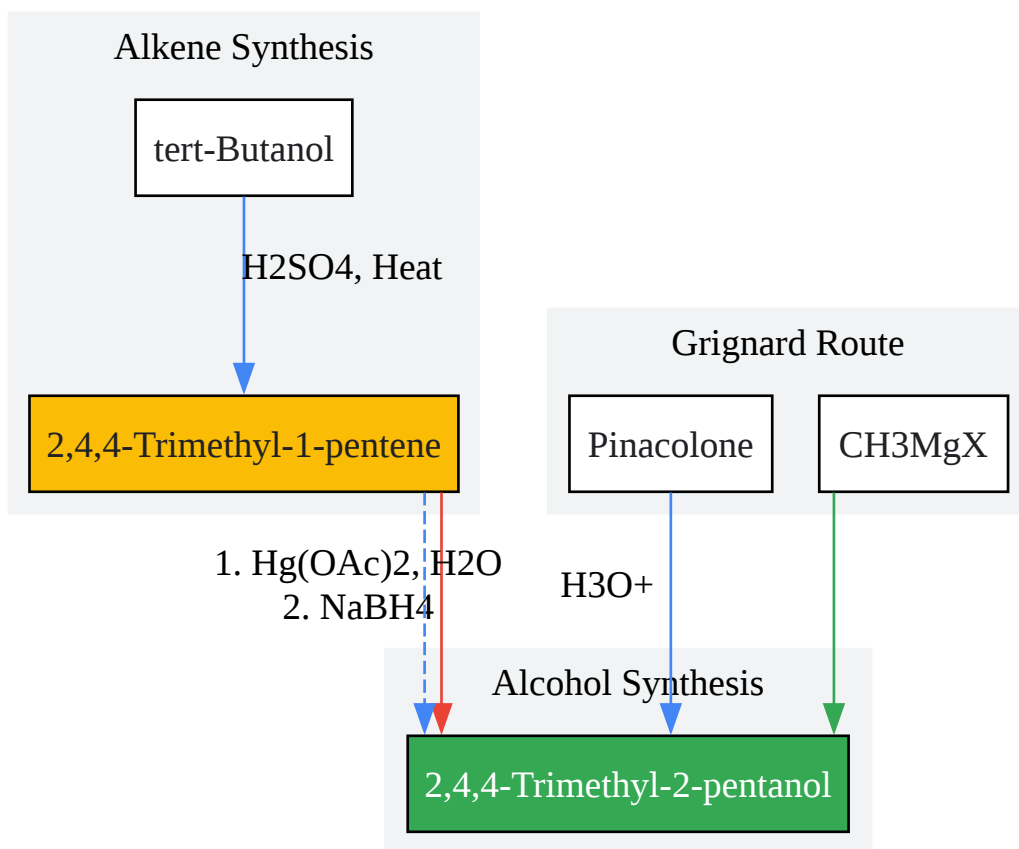 Alkene Synthesis
tert-Butanol
H2SO4, Heat
2,4,4-Trimethyl-1-pentene
Grignard Route
Pinacolone
CH3MgX
1. Hg(OAc)2, H2O
2. NaBH4
H3O+
Alcohol Synthesis
2,4,4-Trimethyl-2-pentanol